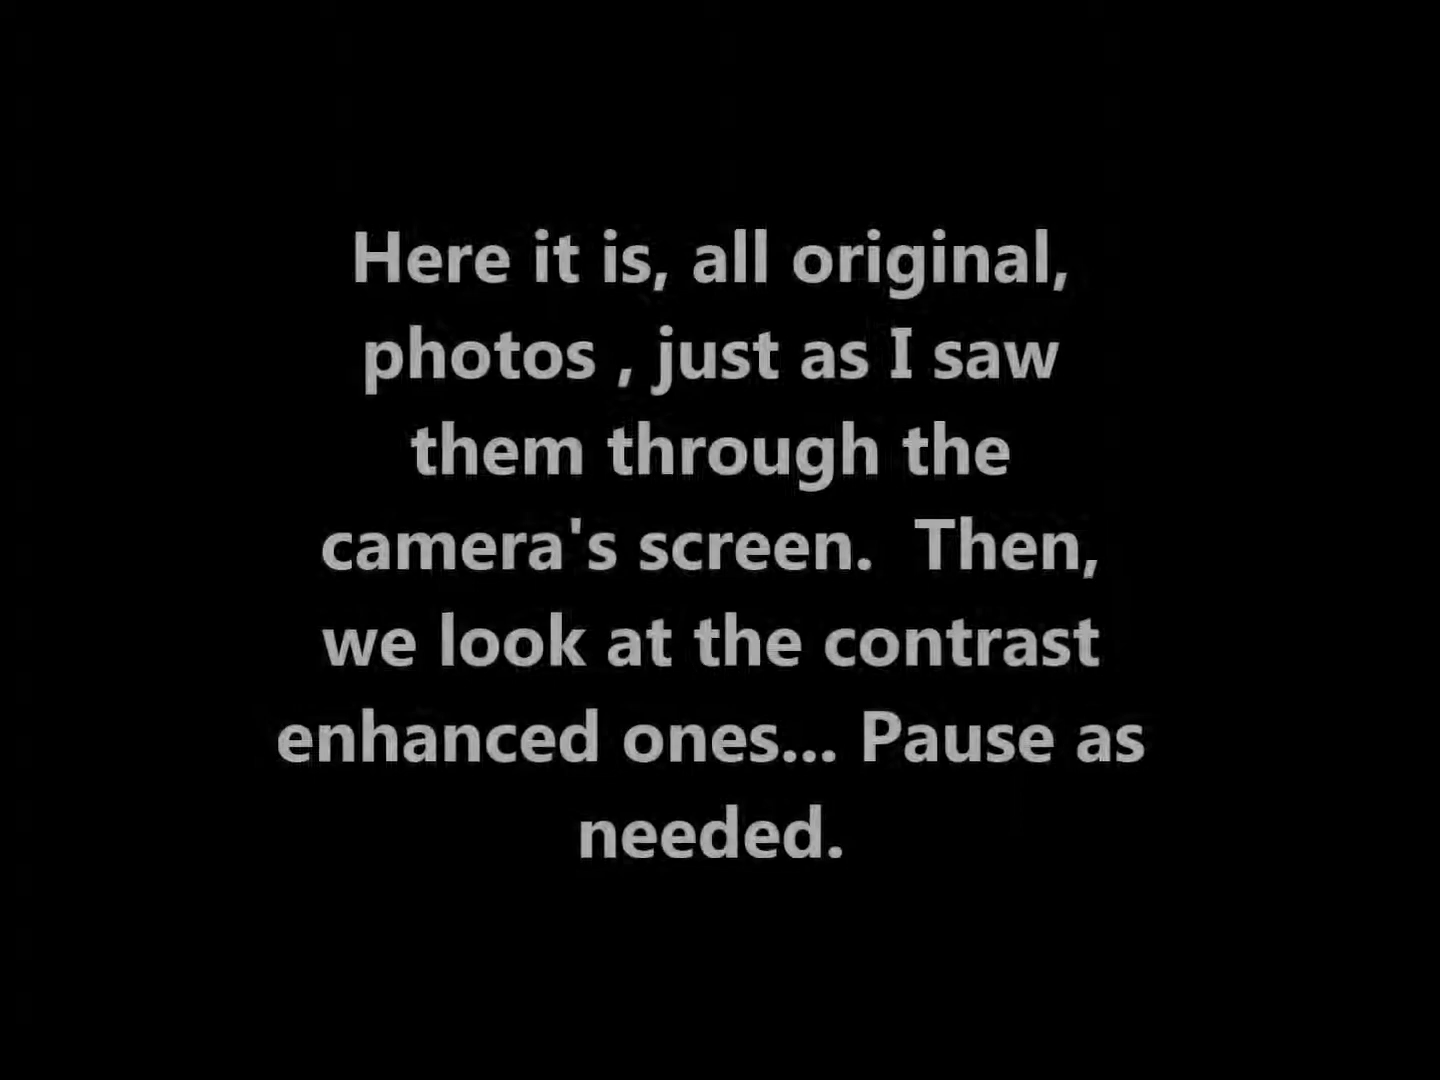 Here it is, all original,
photos , just as I saw
them through the
camera's screen.  Then,
we look at the contrast
enhanced ones... Pause as
needed.